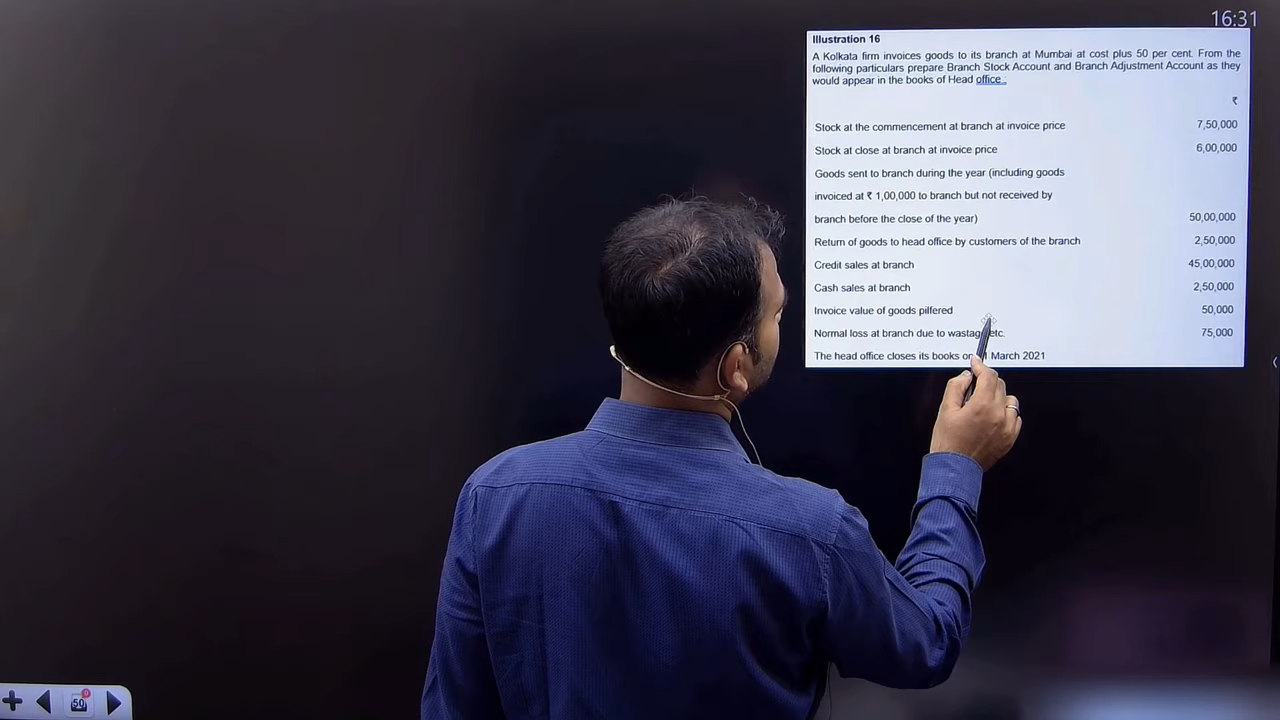 16:31
Illustration 16
A Kolkata firm invoices goods to its branch at Mumbai at cost plus 50 per cent. From the
following particulars prepare Branch Stock Account and Branch Adjustment Account as they
would appear in the books of Head office :
₹
Stock at the commencement at branch at invoice price 7,50,000
Stock at close at branch at invoice price 6,00,000
Goods sent to branch during the year (including goods
invoiced at ₹ 1,00,000 to branch but not received by
branch before the close of the year) 50,00,000
Return of goods to head office by customers of the branch 2,50,000
Credit sales at branch 45,00,000
Cash sales at branch 2,50,000
Invoice value of goods pilfered 50,000
Normal loss at branch due to etc. 75,000
The head office closes its books on March 2021
50